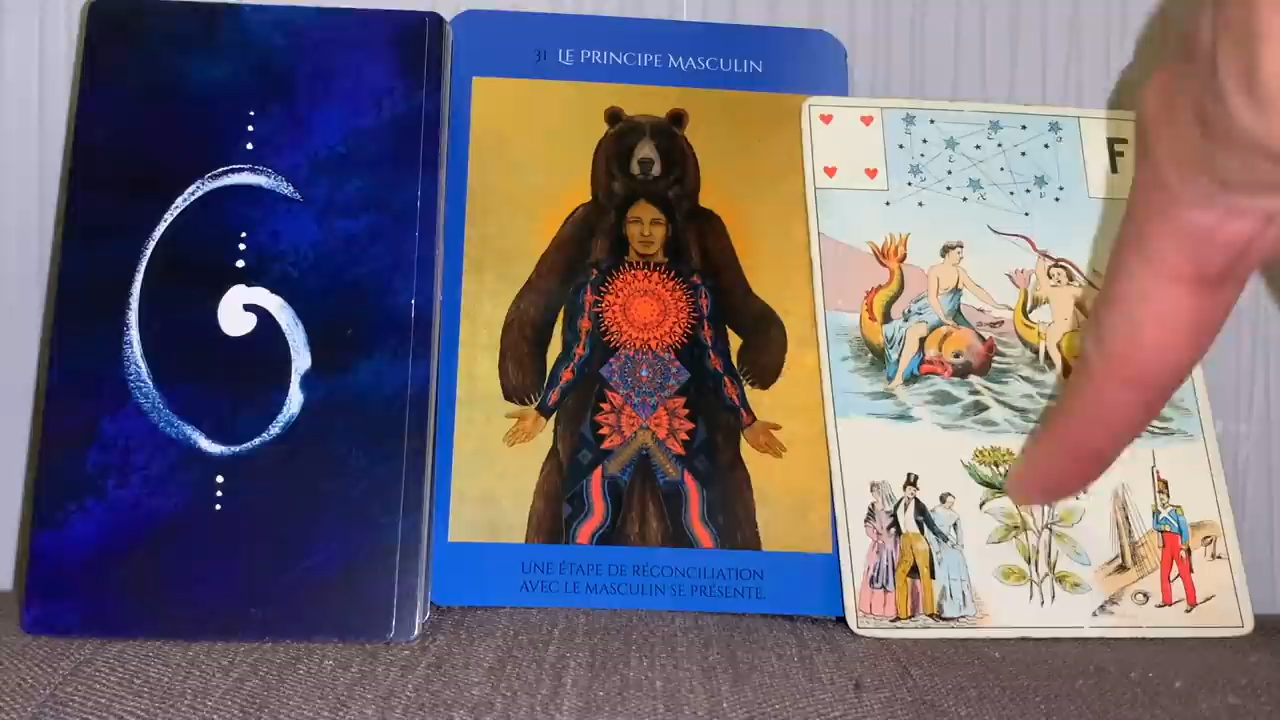 31 LE PRINCIPE MASCULIN
UNE ÉTAPE DE RÉCONCILIATION
AVEC LE MASCULIN SE PRÉSENTE.
F